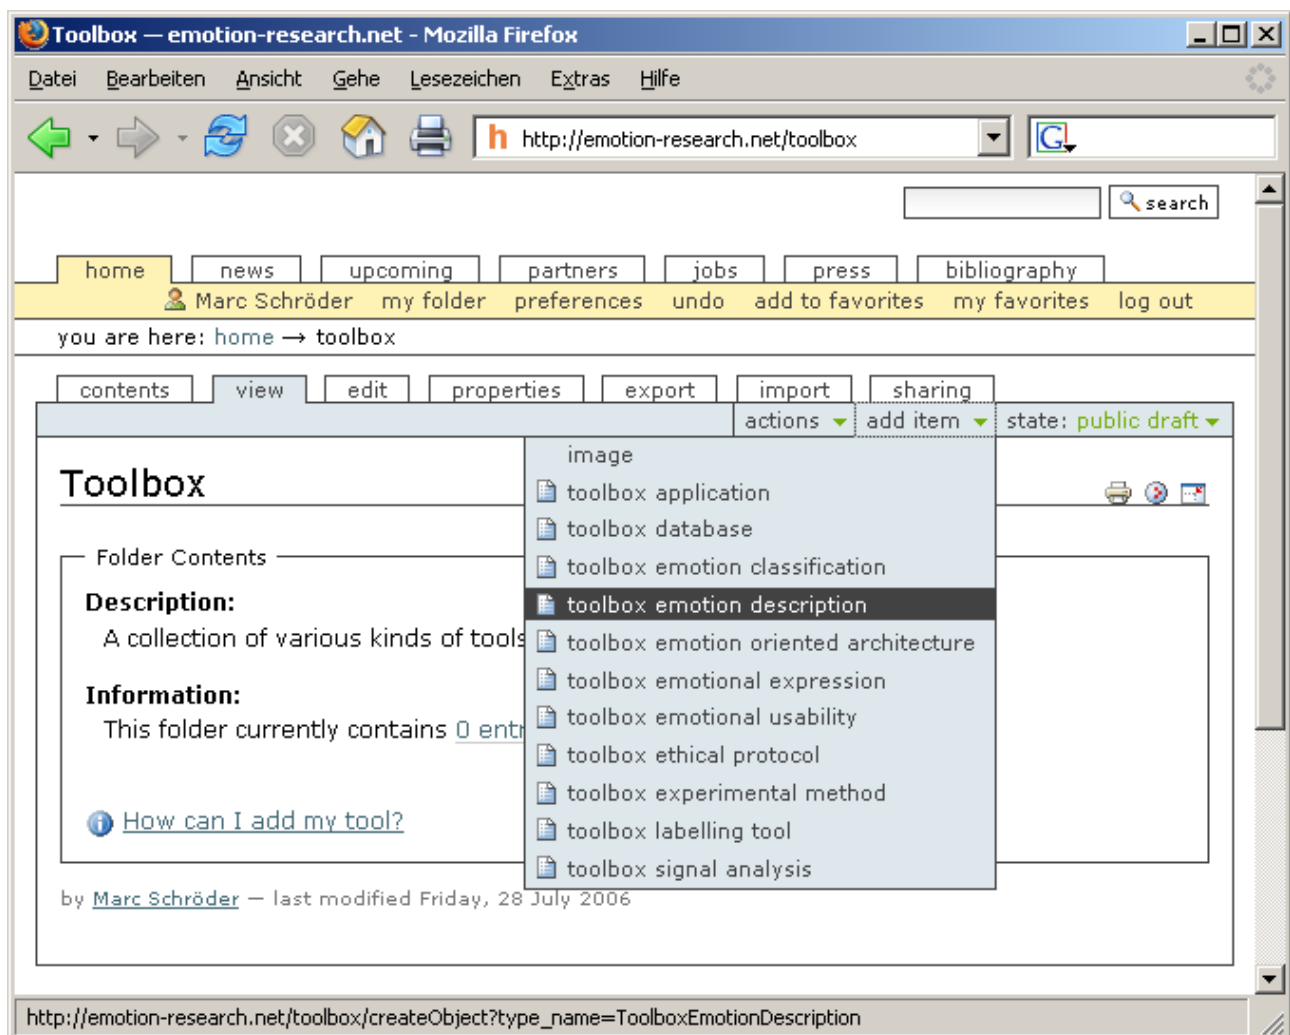 Toolbox — emotion-research.net - Mozilla Firefox
Datei Bearbeiten Ansicht Gehe Lesezeichen Extras Hilfe
h http://emotion-research.net/toolbox G
search
home news upcoming partners jobs press bibliography
Marc Schröder my folder preferences undo add to favorites my favorites log out
you are here: home → toolbox
contents view edit properties export import sharing
actions add item state: public draft
image
Toolbox
toolbox application
toolbox database
Folder Contents
toolbox emotion classification
Description:
toolbox emotion description
A collection of various kinds of tools
toolbox emotion oriented architecture
Information:
toolbox emotional expression
This folder currently contains 0 entr
toolbox emotional usability
toolbox ethical protocol
toolbox experimental method
How can I add my tool?
toolbox labelling tool
toolbox signal analysis
by Marc Schröder — last modified Friday, 28 July 2006
http://emotion-research.net/toolbox/createObject?type_name=ToolboxEmotionDescription